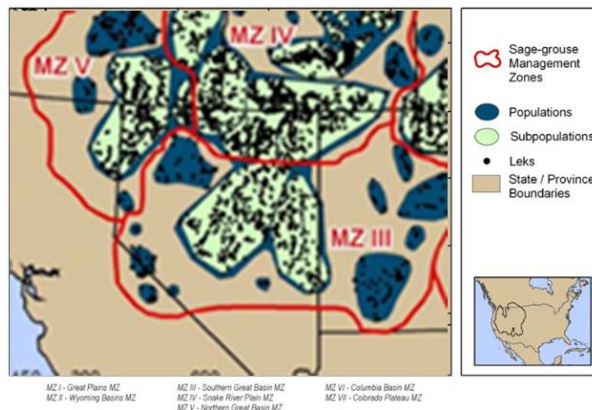 MZ V
MZ IV
MZ III
Sage-grouse
Management
Zones
Populations
Subpopulations
Leks
State / Province
Boundaries
MZ I - Great Plains MZ
MZ II - Wyoming Basins MZ
MZ III - Southern Great Basin MZ
MZ IV - Snake River Plain MZ
MZ V - Northern Great Basin MZ
MZ VI - Columbia Basin MZ
MZ VII - Colorado Plateau MZ